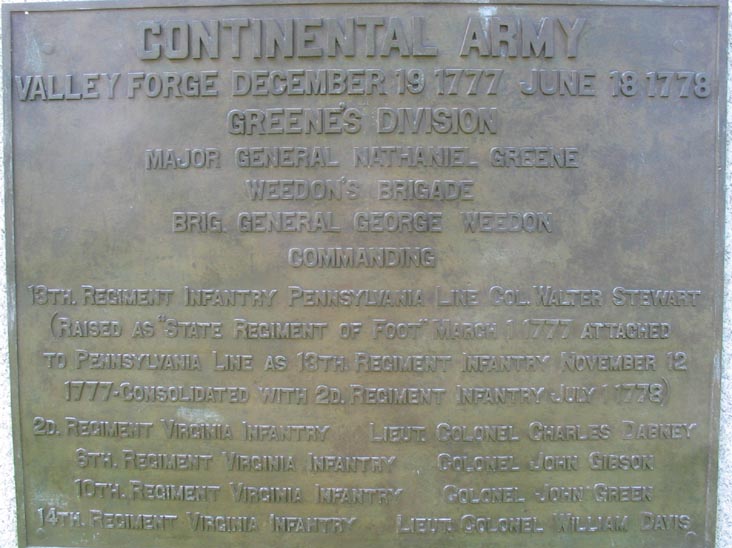 CONTINENTAL ARMY
VALLEY FORGE DECEMBER 19 1777 JUNE 18 1778
GREENE'S DIVISION
MAJOR GENERAL NATHANIEL GREENE
WEEDON'S BRIGADE
BRIG. GENERAL GEORGE WEEDON
COMMANDING
13TH. REGIMENT INFANTRY PENNSYLVANIA LINE COL. WALTER STEWART
(RAISED AS "STATE REGIMENT OF FOOT" MARCH 1 1777 ATTACHED
TO PENNSYLVANIA LINE AS 13TH. REGIMENT INFANTRY NOVEMBER 12
1777-CONSOLIDATED WITH 2D. REGIMENT INFANTRY JULY 1 1778)
2D. REGIMENT VIRGINIA INFANTRY LIEUT. COLONEL CHARLES DABNEY
6TH. REGIMENT VIRGINIA INFANTRY COLONEL JOHN GIBSON
10TH. REGIMENT VIRGINIA INFANTRY COLONEL JOHN GREEN
14TH. REGIMENT VIRGINIA INFANTRY LIEUT. COLONEL WILLIAM DAVIS